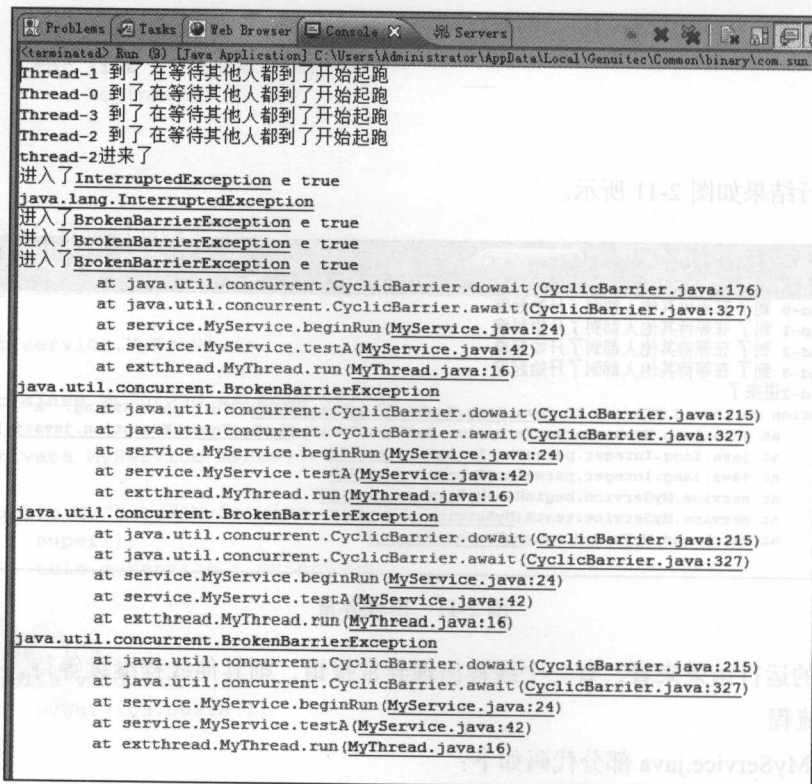 Problems Tasks Web Browser Console Servers
<terminated> Run (9) [Java Application] C:\Users\Administrator\AppData\Local\Genuitec\Common\binary\com.sun.
Thread-1 到了 在等待其他人都到了开始起跑
Thread-0 到了 在等待其他人都到了开始起跑
Thread-3 到了 在等待其他人都到了开始起跑
Thread-2 到了 在等待其他人都到了开始起跑
thread-2进来了
进入了InterruptedException e true
java.lang.InterruptedException
进入了BrokenBarrierException e true
进入了BrokenBarrierException e true
进入了BrokenBarrierException e true
at java.util.concurrent.CyclicBarrier.dowait(CyclicBarrier.java:176)
at java.util.concurrent.CyclicBarrier.await(CyclicBarrier.java:327)
at service.MyService.beginRun(MyService.java:24)
at service.MyService.testA(MyService.java:42)
at extthread.MyThread.run(MyThread.java:16)
java.util.concurrent.BrokenBarrierException
at java.util.concurrent.CyclicBarrier.dowait(CyclicBarrier.java:215)
at java.util.concurrent.CyclicBarrier.await(CyclicBarrier.java:327)
at service.MyService.beginRun(MyService.java:24)
at service.MyService.testA(MyService.java:42)
at extthread.MyThread.run(MyThread.java:16)
java.util.concurrent.BrokenBarrierException
at java.util.concurrent.CyclicBarrier.dowait(CyclicBarrier.java:215)
at java.util.concurrent.CyclicBarrier.await(CyclicBarrier.java:327)
at service.MyService.beginRun(MyService.java:24)
at service.MyService.testA(MyService.java:42)
at extthread.MyThread.run(MyThread.java:16)
java.util.concurrent.BrokenBarrierException
at java.util.concurrent.CyclicBarrier.dowait(CyclicBarrier.java:215)
at java.util.concurrent.CyclicBarrier.await(CyclicBarrier.java:327)
at service.MyService.beginRun(MyService.java:24)
at service.MyService.testA(MyService.java:42)
at extthread.MyThread.run(MyThread.java:16)